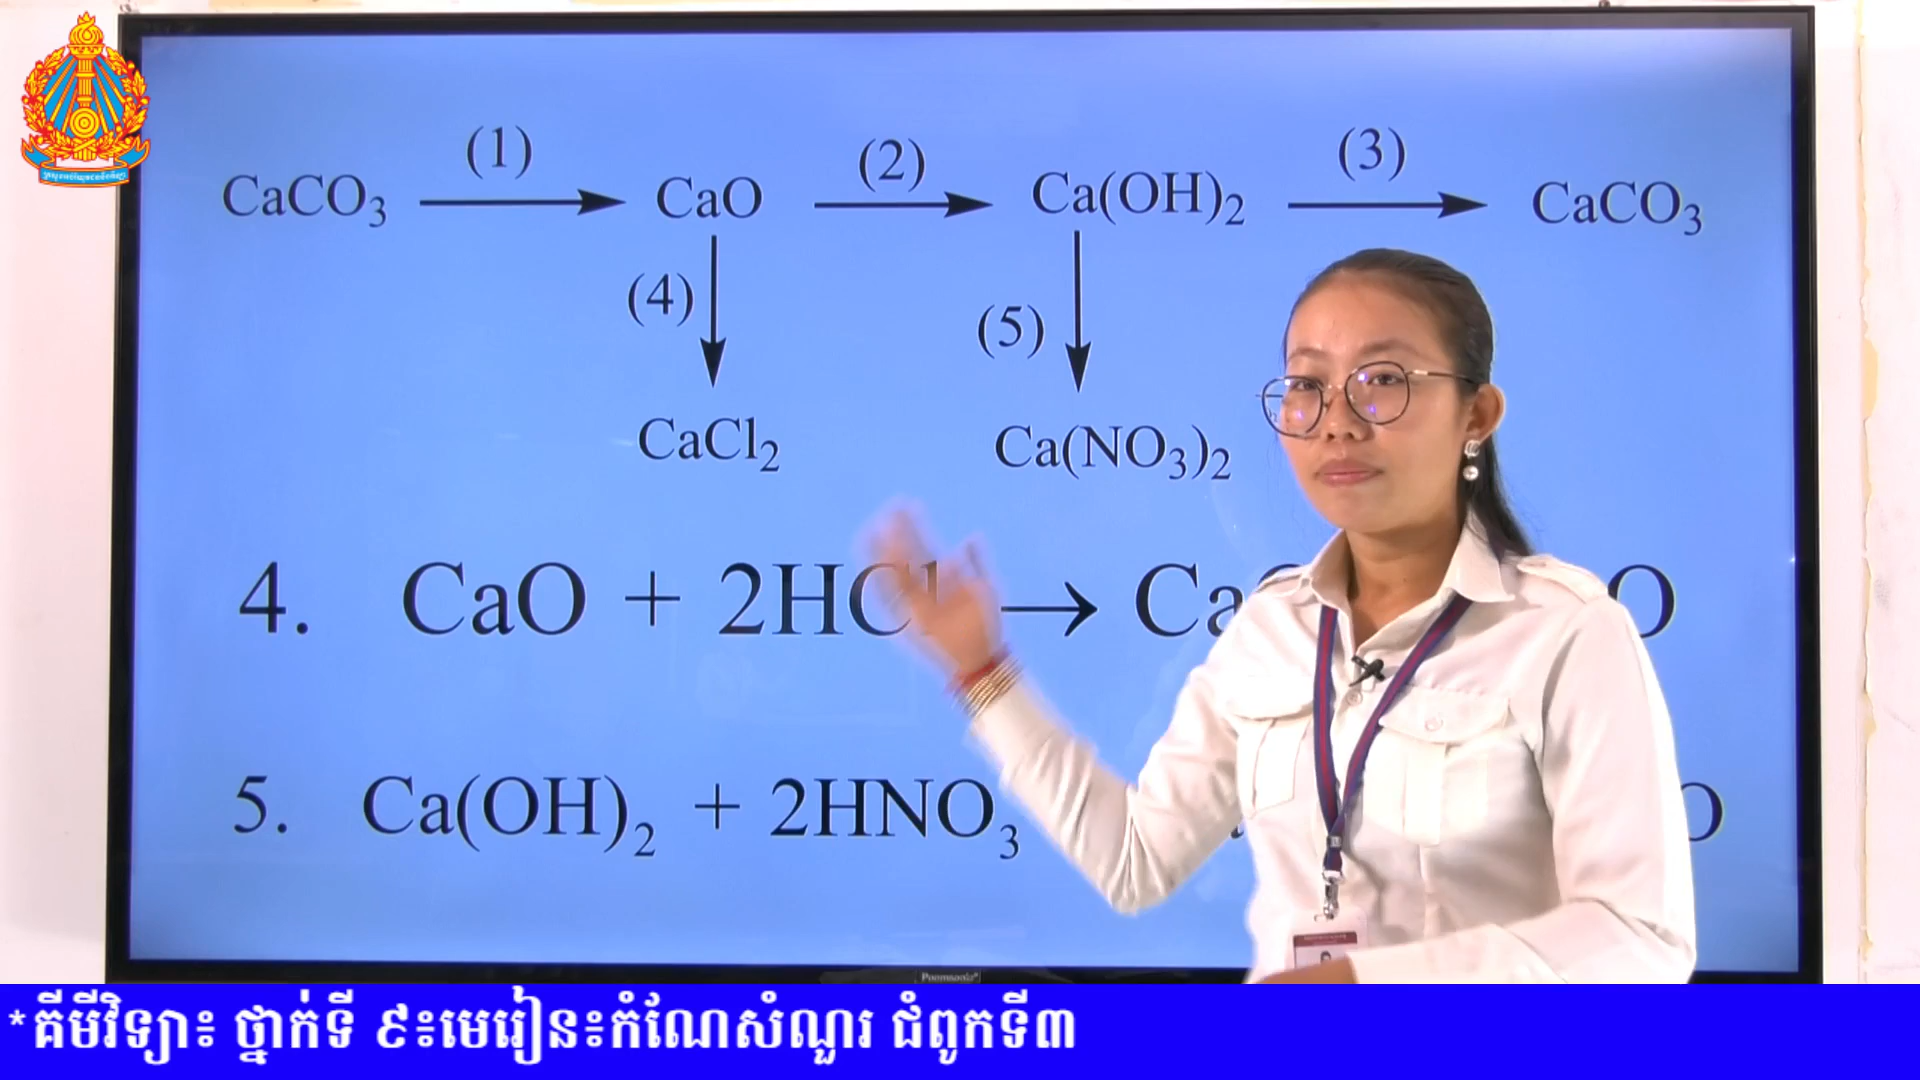 (1) (2) (3)
CaCO₃ → CaO → Ca(OH)₂ → CaCO₃
(4) (5)
CaCl₂ Ca(NO₃)₂
4. CaO + 2HCl → Ca O
5. Ca(OH)₂ + 2HNO₃ O
*គីមីវិទ្យា៖ ថ្នាក់ទី ៩៖មេរៀន៖កំណែសំណួរ ជំពូកទី៣